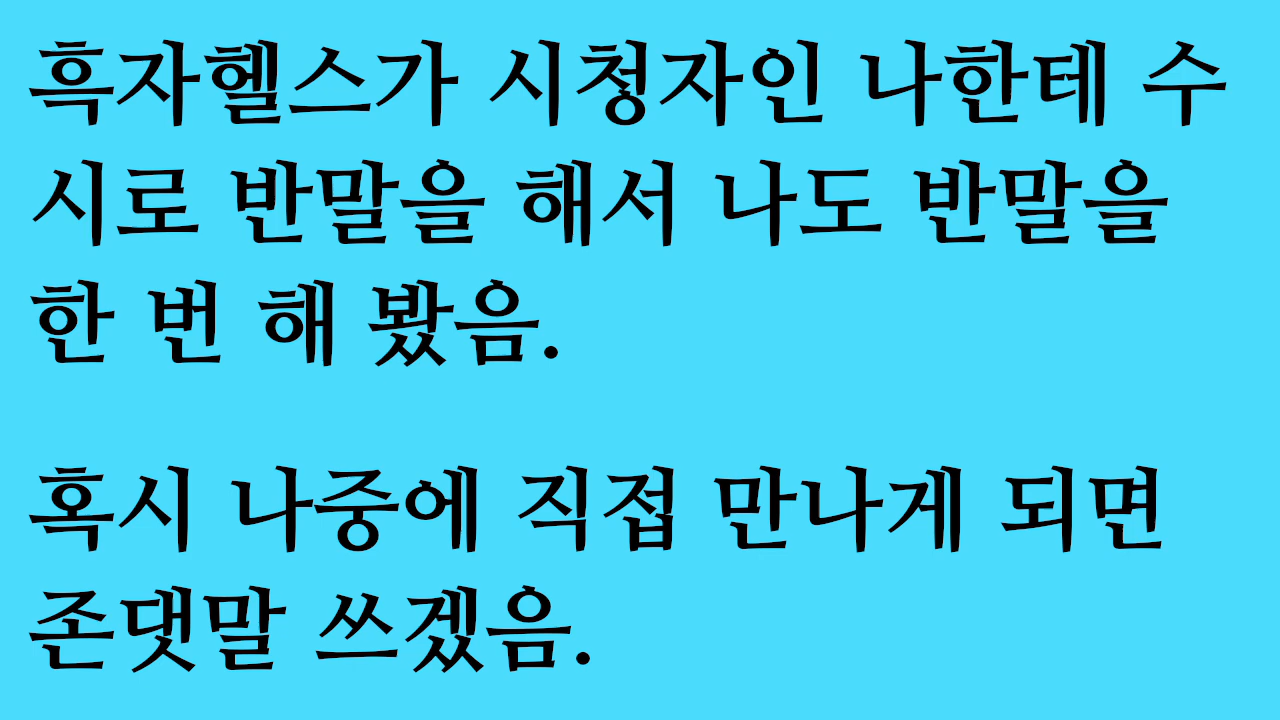 흑자헬스가 시청자인 나한테 수
시로 반말을 해서 나도 반말을
한 번 해 봤음.
혹시 나중에 직접 만나게 되면
존댓말 쓰겠음.